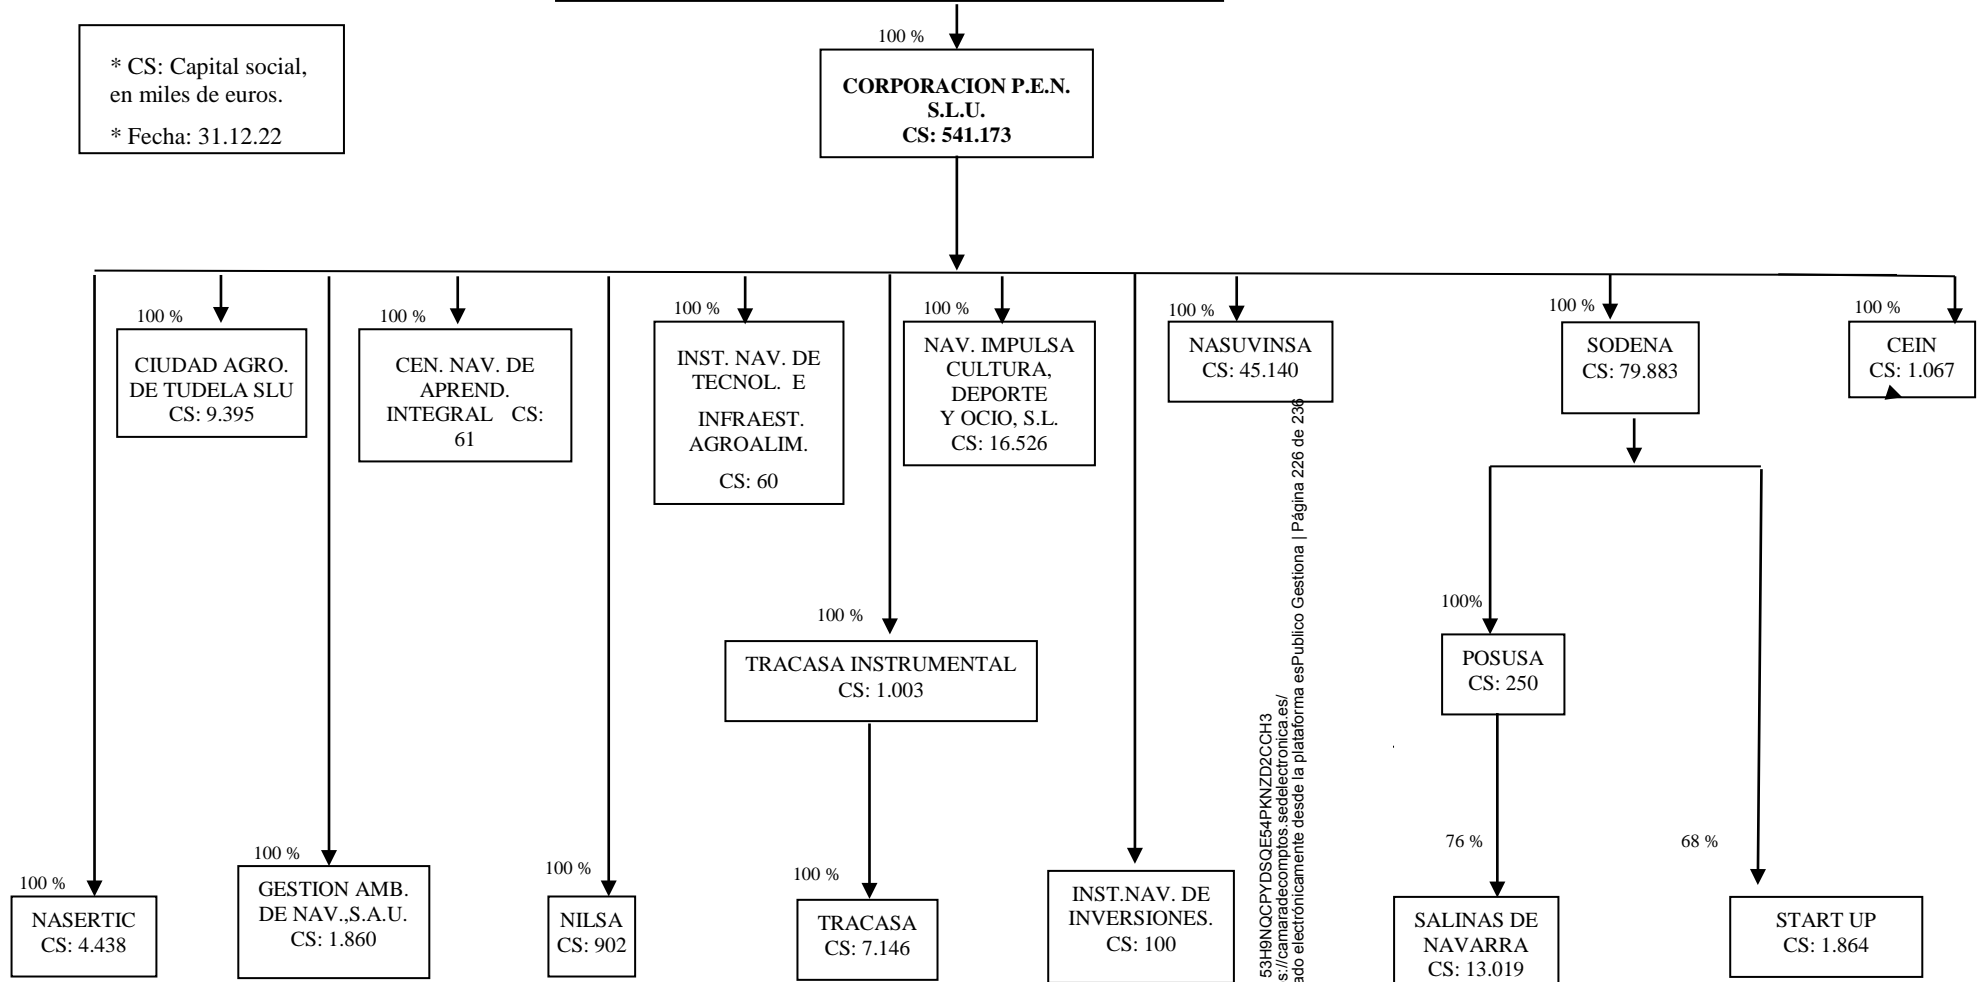 * CS: Capital social,
en miles de euros.
* Fecha: 31.12.22
100 %
CORPORACION P.E.N.
S.L.U.
CS: 541.173
100 %
CIUDAD AGRO.
DE TUDELA SLU
CS: 9.395
100 %
CEN. NAV. DE
APREND.
INTEGRAL CS:
61
100 %
INST. NAV. DE
TECNOL. E
INFRAEST.
AGROALIM.
CS: 60
100 %
NAV. IMPULSA
CULTURA,
DEPORTE
Y OCIO, S.L.
CS: 16.526
100 %
NASUVINSA
CS: 45.140
100 %
SODENA
CS: 79.883
100 %
CEIN
CS: 1.067
100 %
TRACASA INSTRUMENTAL
CS: 1.003
100%
POSUSA
CS: 250
100 %
NASERTIC
CS: 4.438
100 %
GESTION AMB.
DE NAV.,S.A.U.
CS: 1.860
100 %
NILSA
CS: 902
100 %
TRACASA
CS: 7.146
INST.NAV. DE
INVERSIONES.
CS: 100
76 %
SALINAS DE
NAVARRA
CS: 13.019
68 %
START UP
CS: 1.864
53H9NQCPYDSQE54PKNZD2CCH3
s://camaradecomptos.sedelectronica.es/
ado electrónicamente desde la plataforma esPublico Gestiona | Página 226 de 236